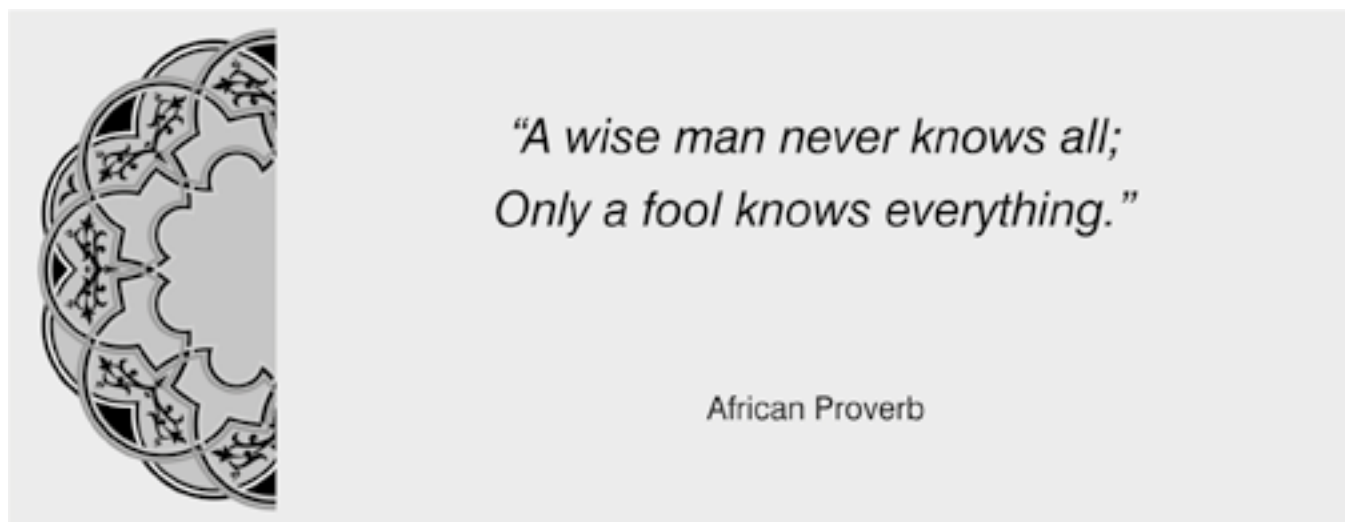 “A wise man never knows all;
Only a fool knows everything.”
African Proverb